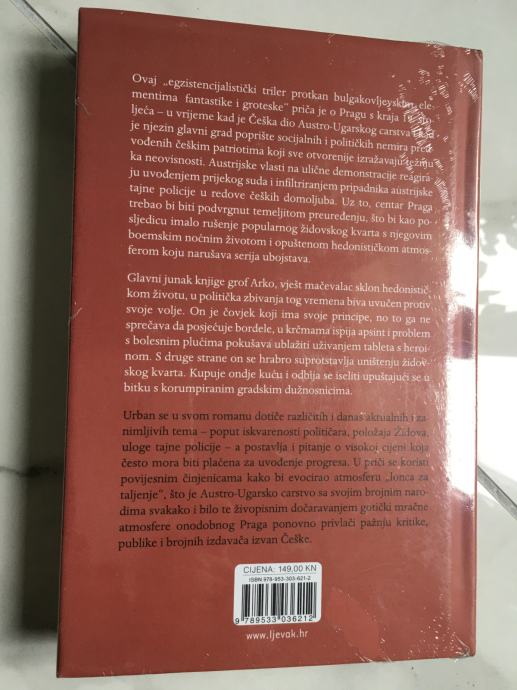 Ovaj „egzistencijalistički triler protkan bulgakovljevskim ele-
mentima fantastike i groteske“ priča je o Pragu s kraja
ljeća – u vrijeme kad je Češka dio Austro-Ugarskog carstva
je njezin glavni grad poprište socijalnih i političkih nemira pred-
vođenih češkim patriotima koji sve otvorenije izražavaju težnju
ka neovisnosti. Austrijske vlasti na ulične demonstracije reagira-
ju uvođenjem prijekog suda i infiltriranjem pripadnika austrijske
tajne policije u redove čeških domoljuba. Uz to, centar Praga
trebao bi biti podvrgnut temeljitom preuređenju, što bi kao po-
sljedicu imalo rušenje popularnog židovskog kvarta s njegovim
boemskim noćnim životom i opuštenom hedonističkom atmos-
ferom koju narušava serija ubojstava.
Glavni junak knjige grof Arko, vješt mačevalac sklon hedonistič-
kom životu, u politička zbivanja tog vremena biva uvučen protiv
svoje volje. On je čovjek koji ima svoje principe, no to ga ne
sprečava da posjećuje bordele, u krčmama ispija apsint i problem
s bolesnim plućima pokušava ublažiti uživanjem tableta s heroi-
nom. S druge strane on se hrabro suprotstavlja uništenju židov-
skog kvarta. Kupuje ondje kuću i odbija se iseliti upuštajući se u
bitku s korumpiranim gradskim dužnosnicima.
Urban se u svom romanu dotiče različitih i danas aktualnih i za-
nimljivih tema – poput iskvarenosti političara, položaja Židova,
uloge tajne policije – a postavlja i pitanje o visokoj cijeni koja
često mora biti plaćena za uvođenje progresa. U priči se koristi
povijesnim činjenicama kako bi evocirao atmosferu „lonca za
taljenje“, što je Austro-Ugarsko carstvo sa svojim brojnim naro-
dima svakako i bilo te živopisnim dočaravanjem gotički mračne
atmosfere onodobnog Praga ponovno privlači pažnju kritike,
publike i brojnih izdavača izvan Češke.
CIJENA: 149,00 KN
ISBN 978-953-303-621-2
9 789533 036212
www.ljevak.hr